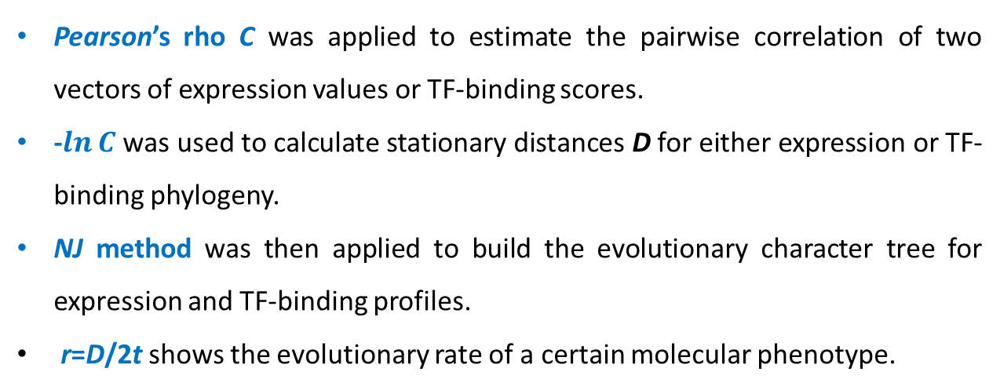 • Pearson’s rho C was applied to estimate the pairwise correlation of two
vectors of expression values or TF-binding scores.
• -ln C was used to calculate stationary distances D for either expression or TF-
binding phylogeny.
• NJ method was then applied to build the evolutionary character tree for
expression and TF-binding profiles.
• r=D/2t shows the evolutionary rate of a certain molecular phenotype.